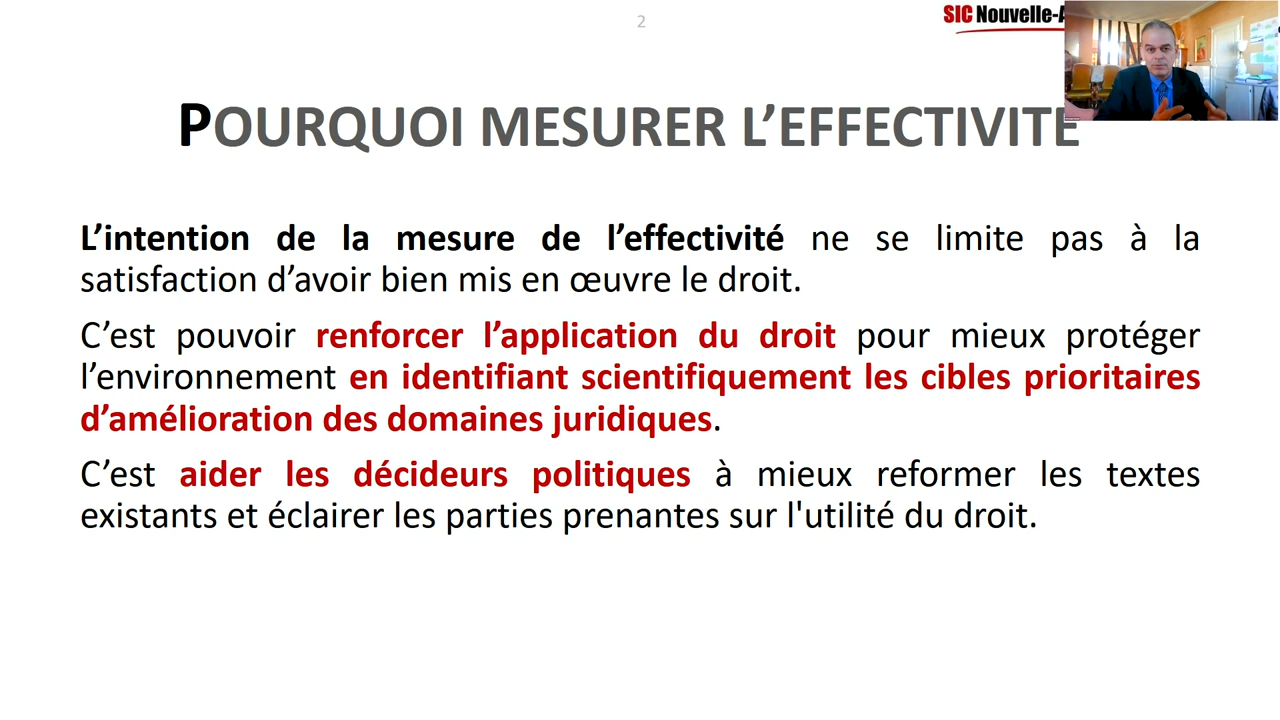 2
SIC Nouvelle-
POURQUOI MESURER L’EFFECTIVITE
L’intention de la mesure de l’effectivité ne se limite pas à la
satisfaction d’avoir bien mis en œuvre le droit.
C’est pouvoir renforcer l’application du droit pour mieux protéger
l’environnement en identifiant scientifiquement les cibles prioritaires
d’amélioration des domaines juridiques.
C’est aider les décideurs politiques à mieux reformer les textes
existants et éclairer les parties prenantes sur l'utilité du droit.